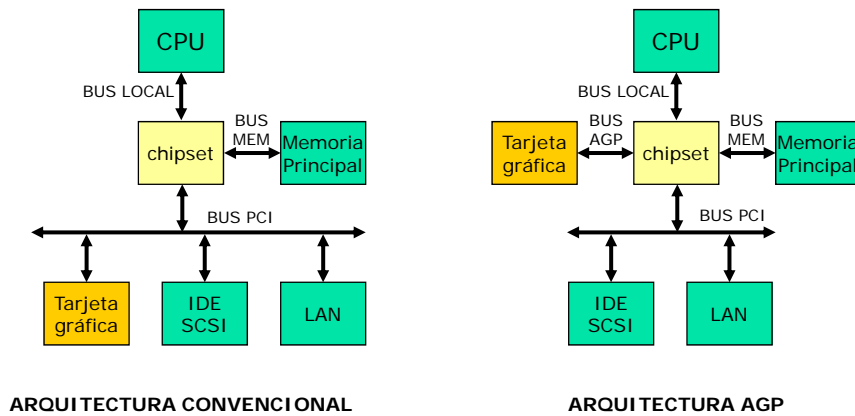 CPU
BUS LOCAL
BUS
MEM
chipset
Memoria
Principal
BUS PCI
Tarjeta
gráfica
IDE
SCSI
LAN
ARQUITECTURA CONVENCIONAL
CPU
BUS LOCAL
Tarjeta
gráfica
BUS
AGP
chipset
BUS
MEM
Memoria
Principal
BUS PCI
IDE
SCSI
LAN
ARQUITECTURA AGP